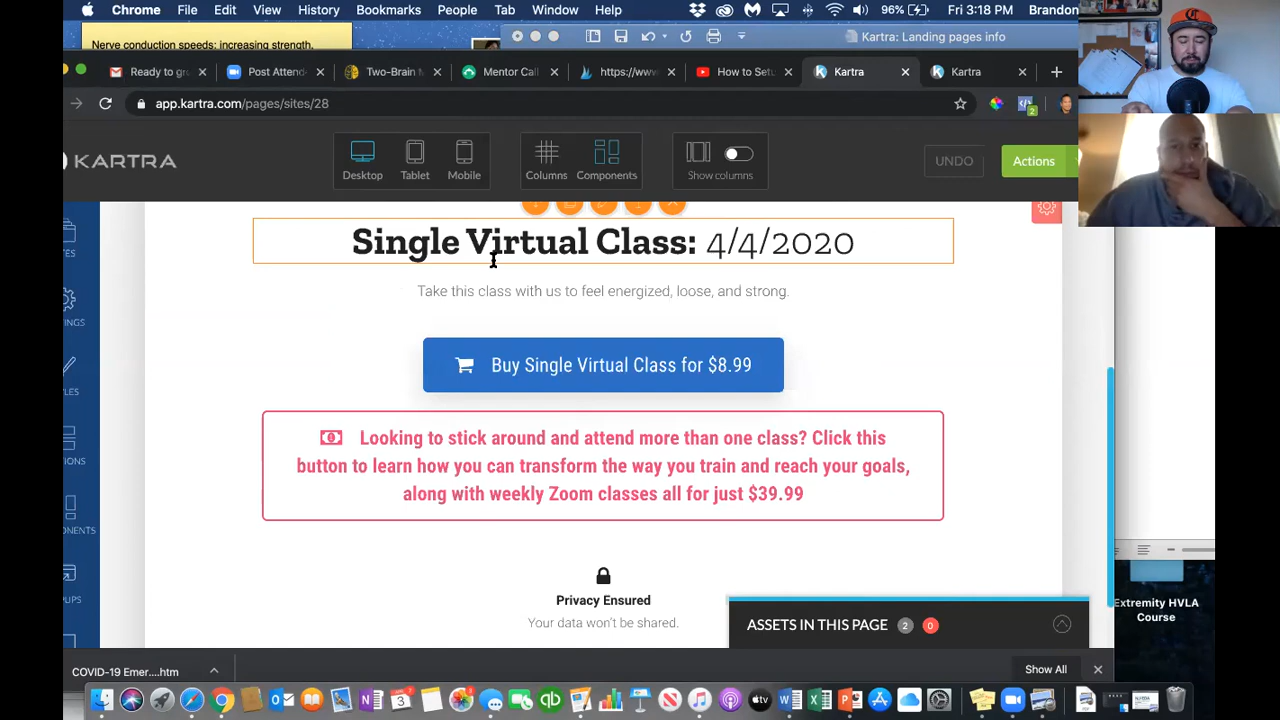 Chrome File Edit View History Bookmarks People Tab Window Help 96% Fri 3:18 PM Brandon
Nerve conduction speeds: increasing strength.
Kartra: Landing pages info
Ready to gr Post Attend Two-Brain M Mentor Call https://www How to Setu Kartra Kartra
app.kartra.com/pages/sites/28
2
KARTRA
Desktop Tablet Mobile Columns Components Show columns UNDO Actions
Single Virtual Class: 4/4/2020
Take this class with us to feel energized, loose, and strong.
Buy Single Virtual Class for $8.99
Looking to stick around and attend more than one class? Click this
button to learn how you can transform the way you train and reach your goals,
along with weekly Zoom classes all for just $39.99
Privacy Ensured
Your data won't be shared.
ASSETS IN THIS PAGE 2 0
Extremity HVLA
Course
COVID-19 Emer....htm
Show All